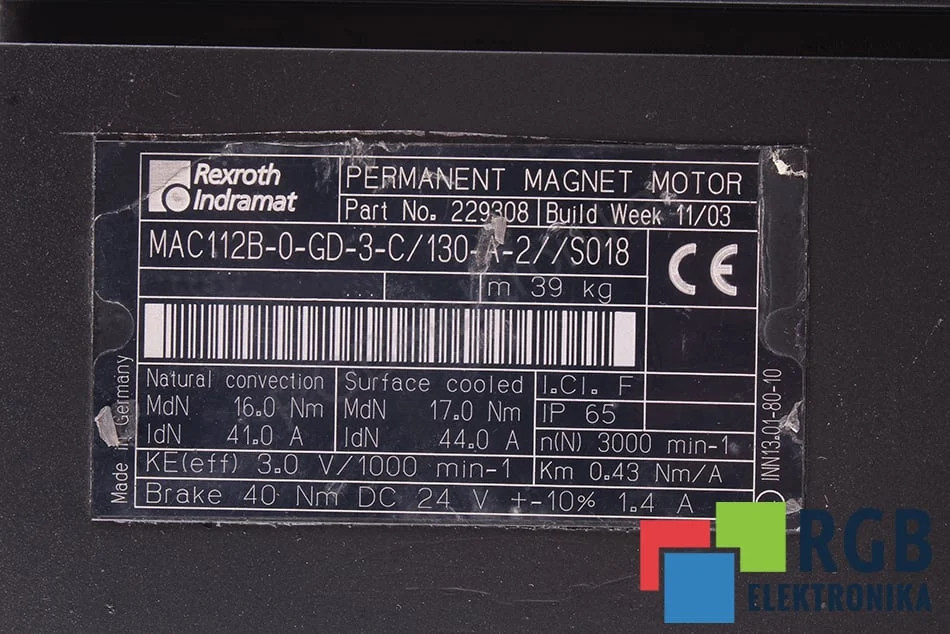 Rexroth
Indramat
PERMANENT MAGNET MOTOR
Part No. 229308 Build Week 11/03
MAC112B-0-GD-3-C/130-A-2//S018
CE
... m 39 kg
Natural convection
MdN 16.0 Nm
IdN 41.0 A
Surface cooled
MdN 17.0 Nm
IdN 44.0 A
I.Cl. F
IP 65
n(N) 3000 min-1
KE(eff) 3.0 V/1000 min-1
Km 0.43 Nm/A
Brake 40 Nm DC 24 V +-10% 1.4 A
Made in Germany
INN13.01-80-10
RGB
ELEKTRONIKA